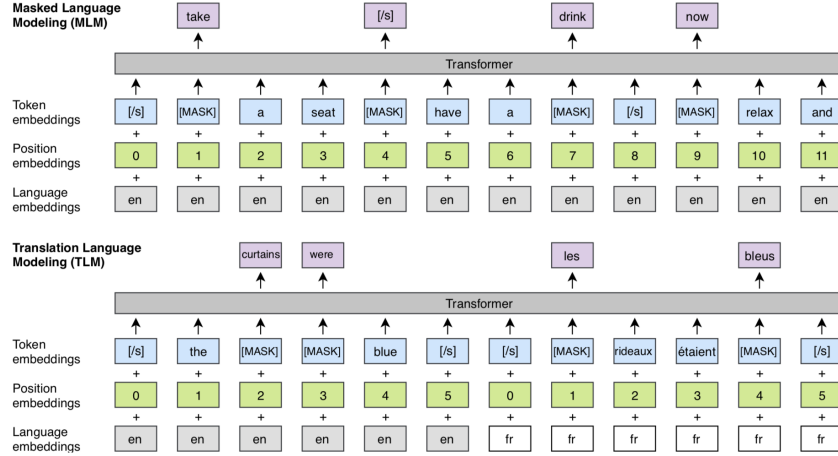 Masked Language
Modeling (MLM)
take [/s] drink now
Transformer
Token
embeddings
[/s] [MASK] a seat [MASK] have a [MASK] [/s] [MASK] relax and
+ + + + + + + + + + + +
Position
embeddings
0 1 2 3 4 5 6 7 8 9 10 11
+ + + + + + + + + + + +
Language
embeddings
en en en en en en en en en en en en
Translation Language
Modeling (TLM)
curtains were les bleus
Transformer
Token
embeddings
[/s] the [MASK] [MASK] blue [/s] [/s] [MASK] rideaux étaient [MASK] [/s]
+ + + + + + + + + + + +
Position
embeddings
0 1 2 3 4 5 0 1 2 3 4 5
+ + + + + + + + + + + +
Language
embeddings
en en en en en en fr fr fr fr fr fr